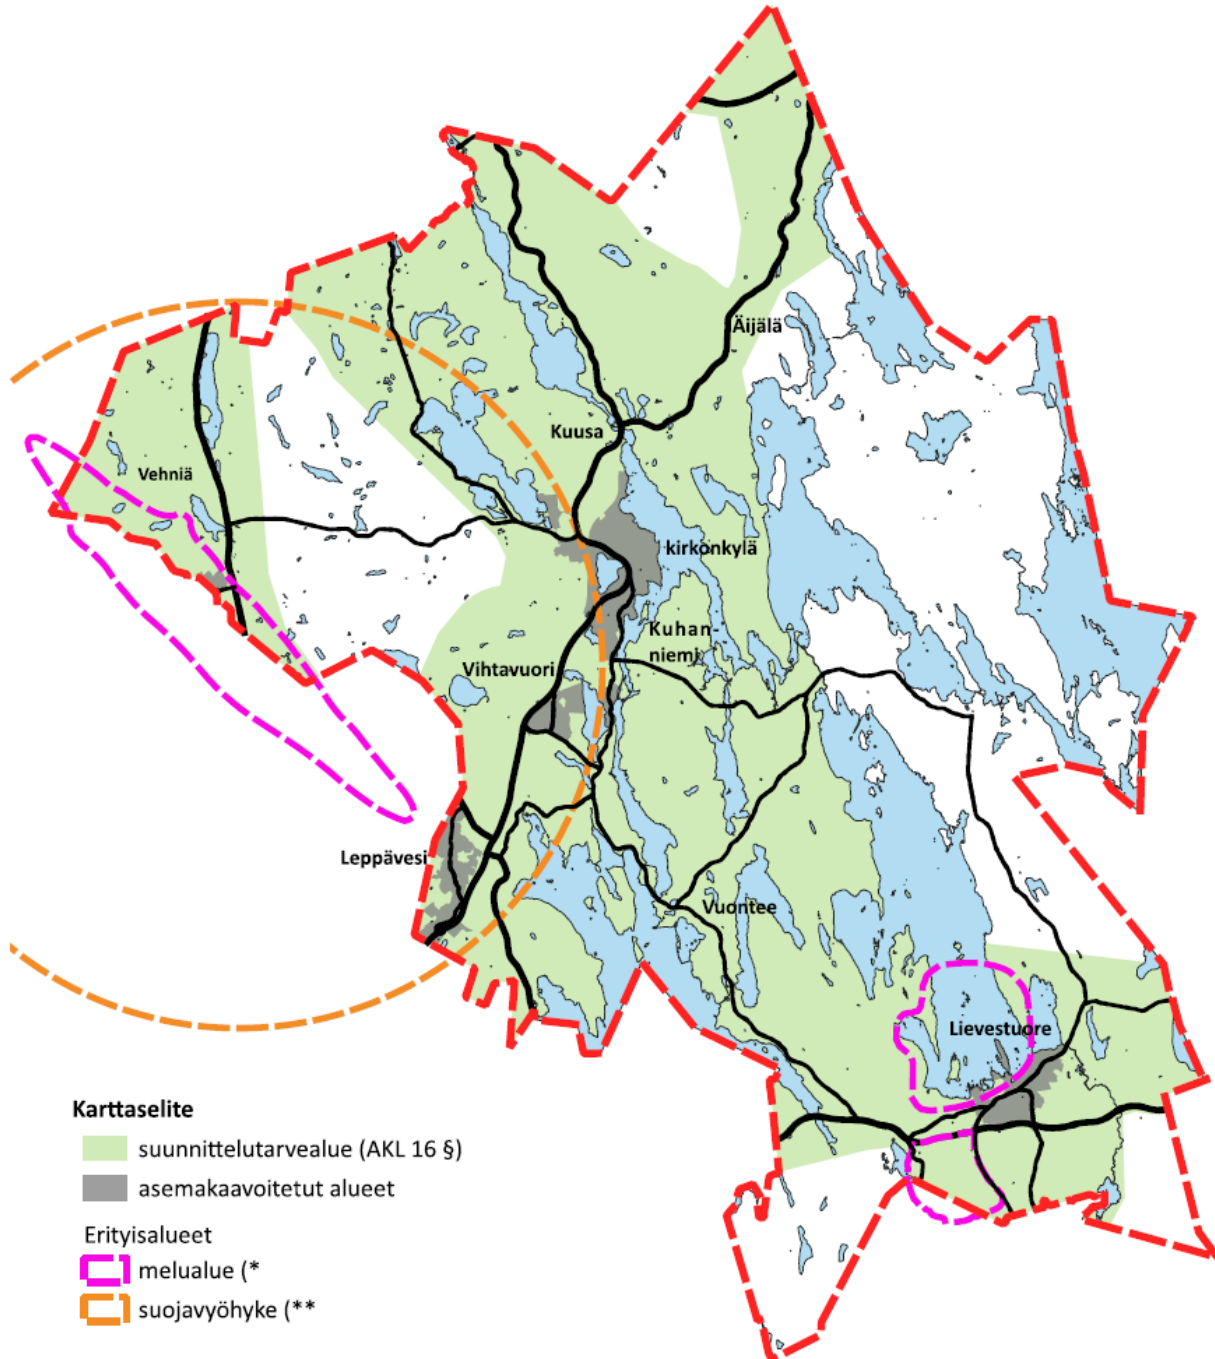 Äijälä
Kuusa
Vehniä
kirkonkylä
Kuhan-
niemi
Vihtavuori
Leppävesi
Vuontee
Lievestuore
Karttaselite
suunnittelutarvealue (AKL 16 §)
asemakaavoitetut alueet
Erityisalueet
melualue (*
suojavyöhyke (**